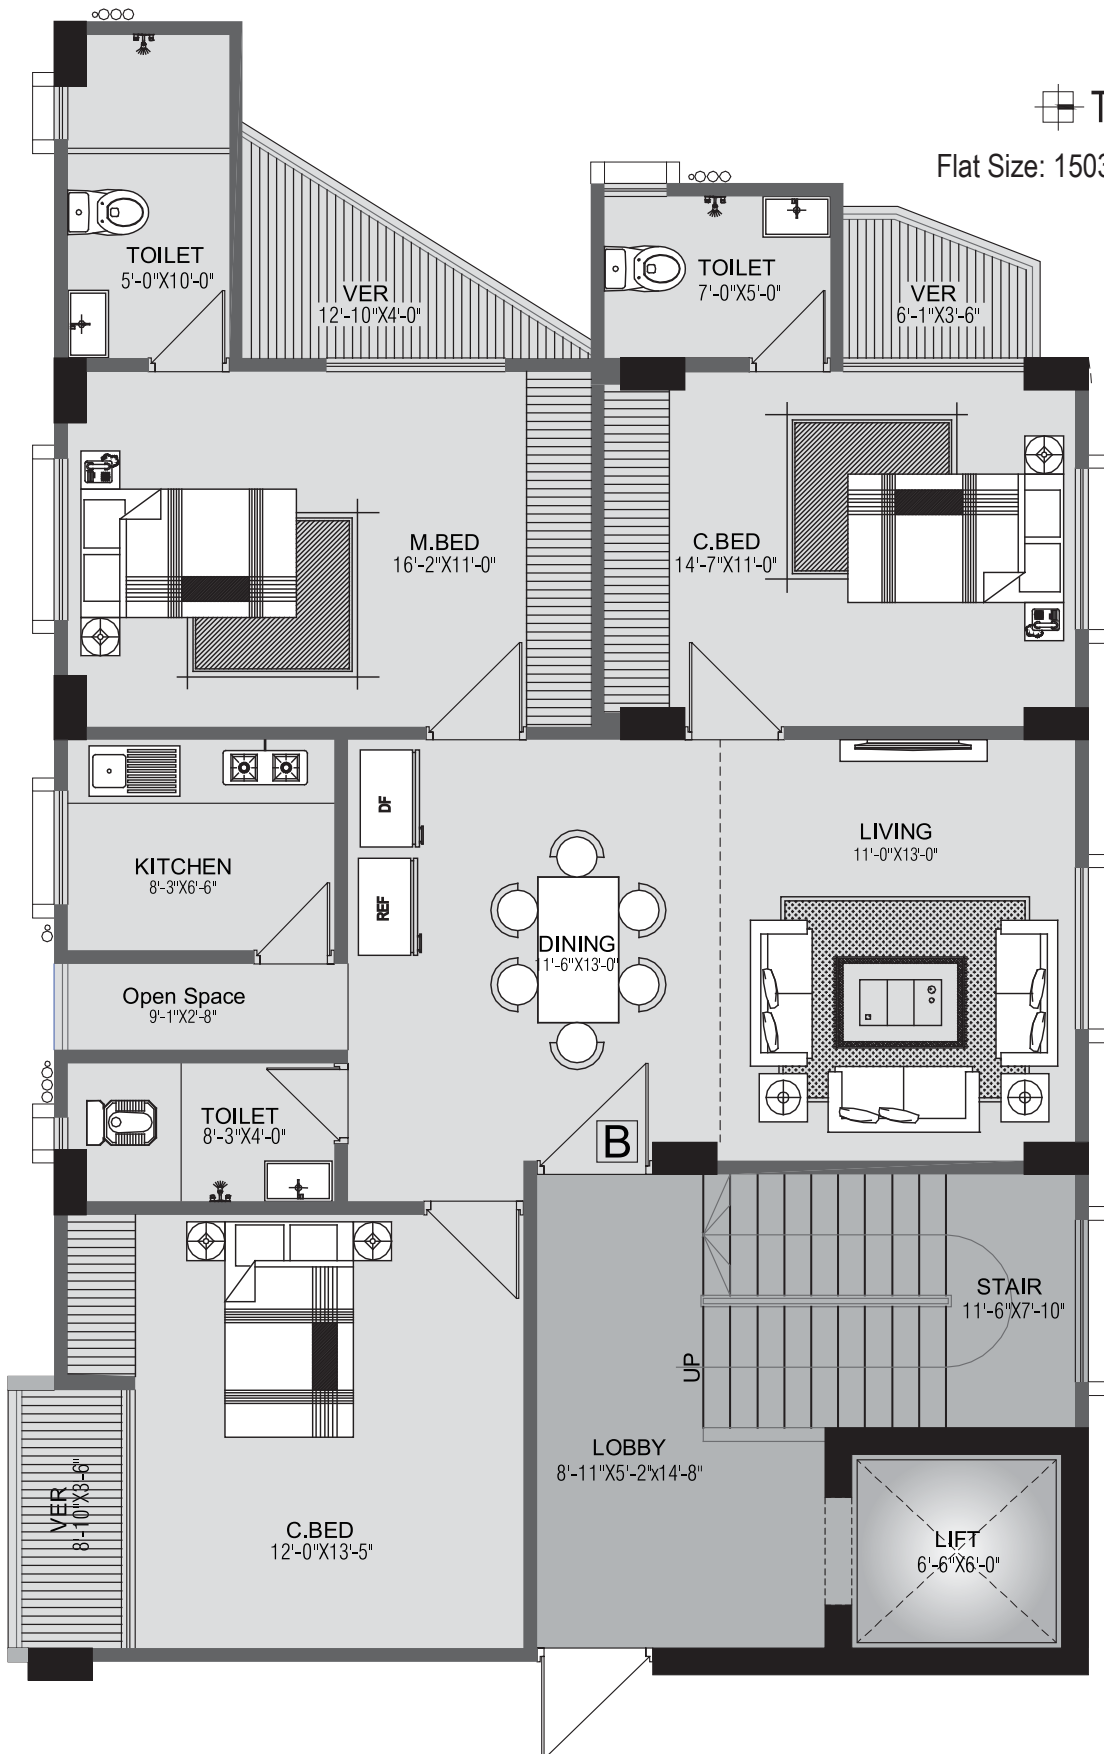 T
Flat Size: 1503
TOILET
5'-0"X10'-0"
VER
12'-10"X4'-0"
TOILET
7'-0"X5'-0"
VER
6'-1"X3'-6"
M.BED
16'-2"X11'-0"
C.BED
14'-7"X11'-0"
KITCHEN
8'-3"X6'-6"
DF
REF
LIVING
11'-0"X13'-0"
DINING
11'-6"X13'-0"
Open Space
9'-1"X2'-8"
TOILET
8'-3"X4'-0"
B
STAIR
11'-6"X7'-10"
UP
LOBBY
8'-11"X5'-2"x14'-8"
VER
8'-10"X3'-6"
C.BED
12'-0"X13'-5"
LIFT
6'-6"X6'-0"